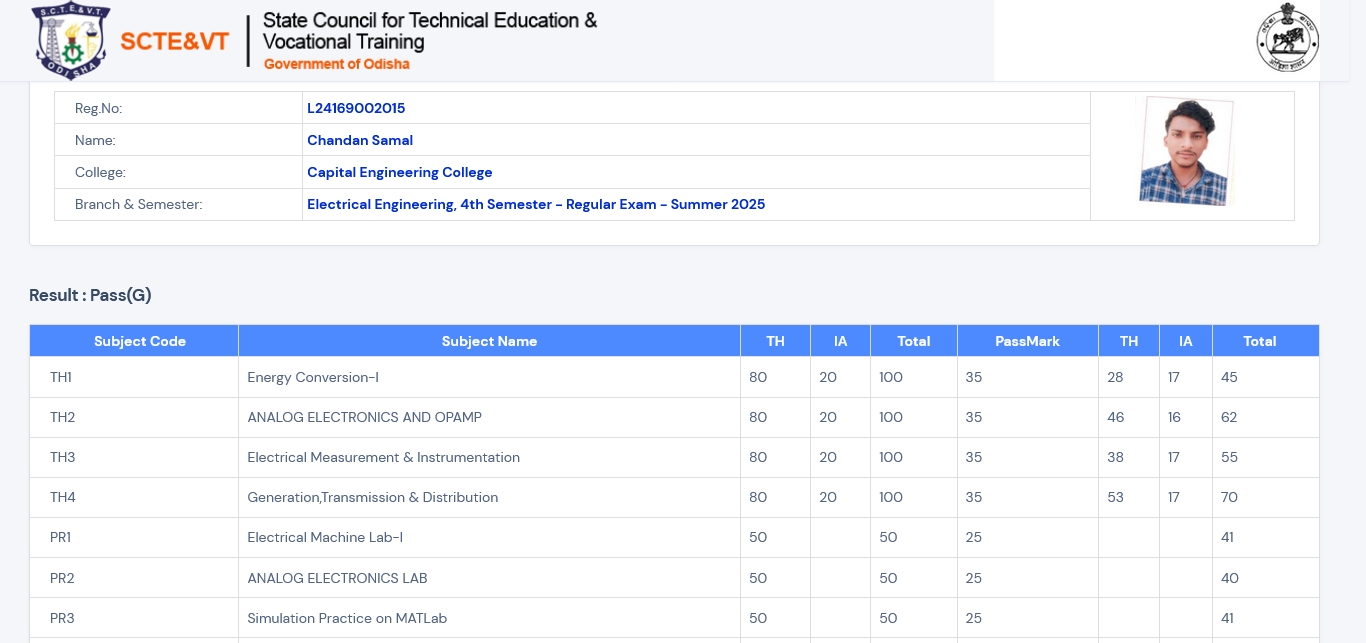 S.C.T.E.&V.T.
ODISHA
SCTE&VT
State Council for Technical Education &
Vocational Training
Government of Odisha
Reg.No: L24169002015
Name: Chandan Samal
College: Capital Engineering College
Branch & Semester: Electrical Engineering, 4th Semester - Regular Exam - Summer 2025
Result : Pass(G)
Subject Code Subject Name TH IA Total PassMark TH IA Total
TH1 Energy Conversion-I 80 20 100 35 28 17 45
TH2 ANALOG ELECTRONICS AND OPAMP 80 20 100 35 46 16 62
TH3 Electrical Measurement & Instrumentation 80 20 100 35 38 17 55
TH4 Generation,Transmission & Distribution 80 20 100 35 53 17 70
PR1 Electrical Machine Lab-I 50 50 25 41
PR2 ANALOG ELECTRONICS LAB 50 50 25 40
PR3 Simulation Practice on MATLab 50 50 25 41